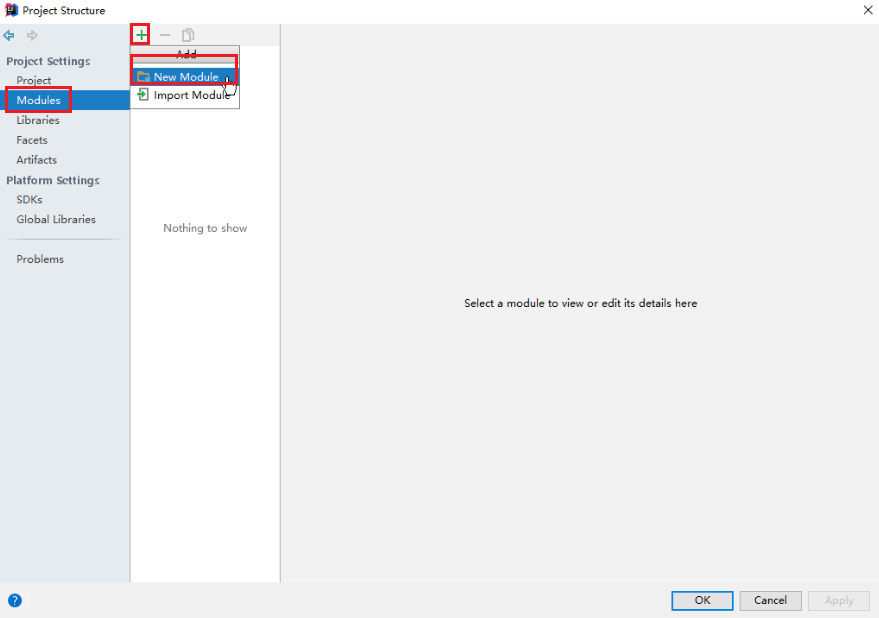 Project Structure
Project Settings
Project
Modules
Libraries
Facets
Artifacts
Platform Settings
SDKs
Global Libraries
Problems
Add
New Module
Import Module
Nothing to show
Select a module to view or edit its details here
?
OK
Cancel
Apply